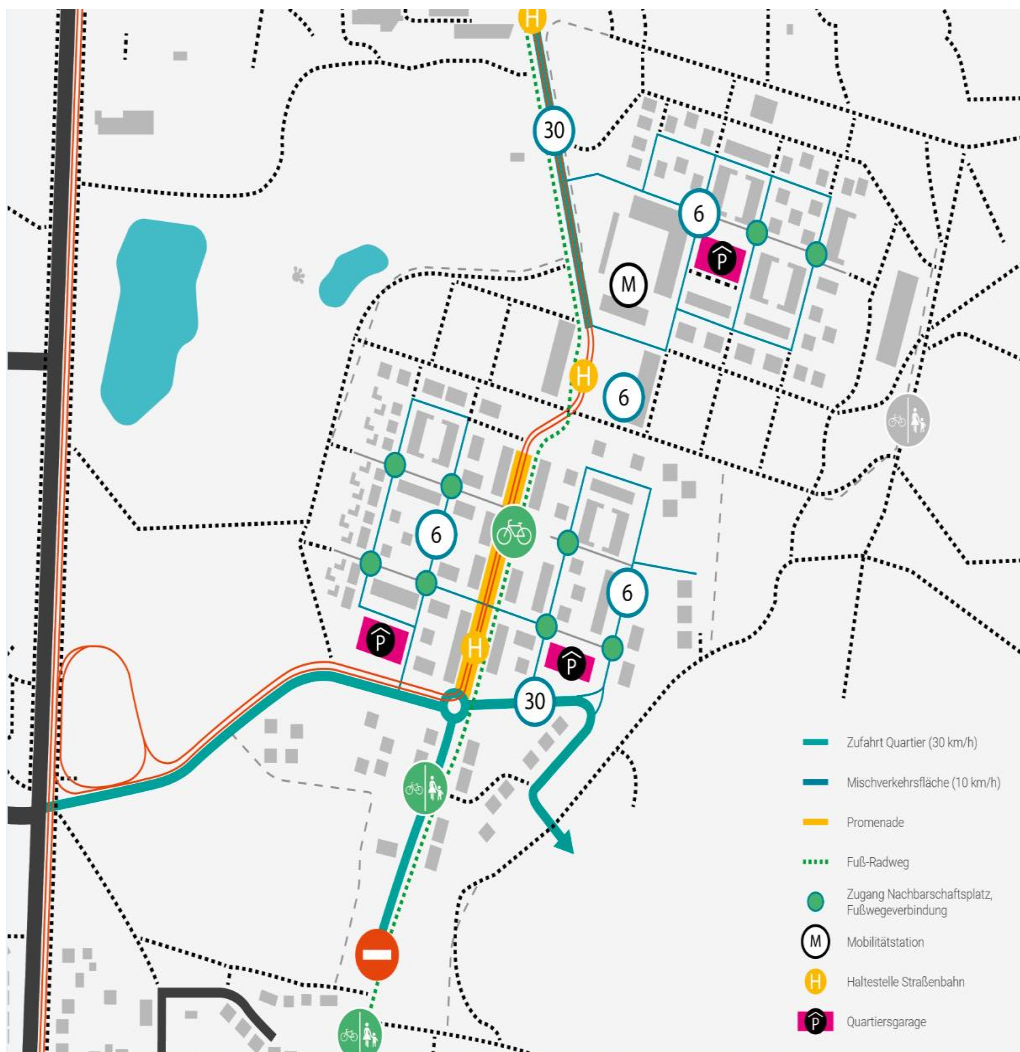 H
30
6
P
M
H
6
6
6
P
H
P
30
Zufahrt Quartier (30 km/h)
Mischverkehrsfläche (10 km/h)
Promenade
Fuß-Radweg
Zugang Nachbarschaftsplatz,
Fußwegeverbindung
M Mobilitätstation
H Haltestelle Straßenbahn
P Quartiersgarage